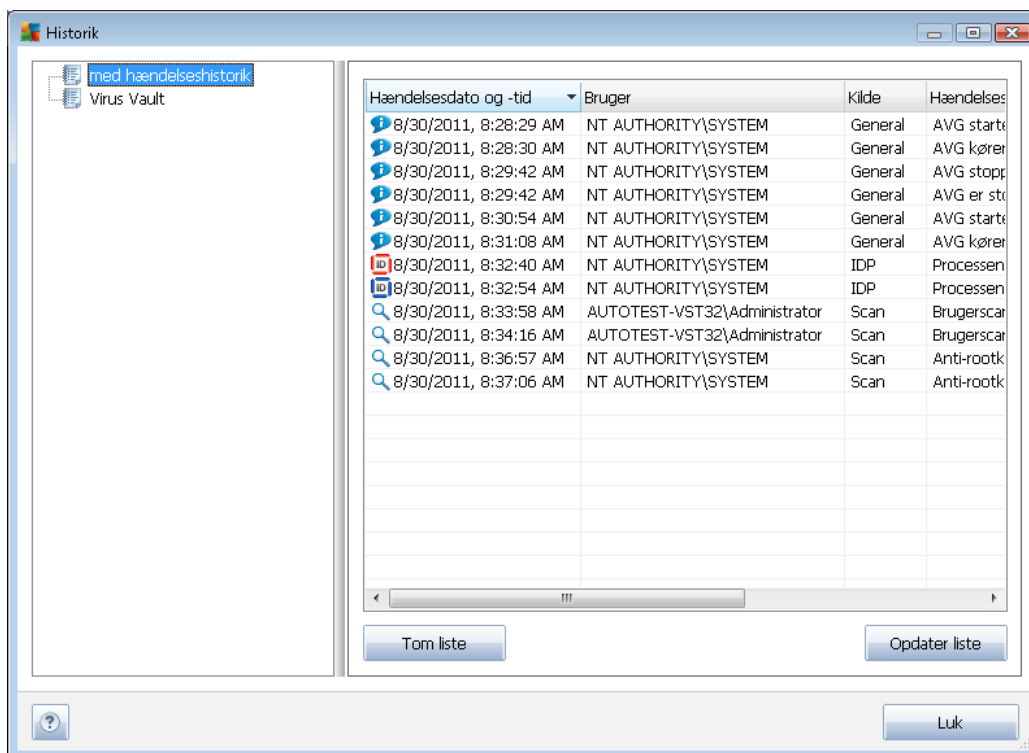 Historik
med hændelseshistorik
Virus Vault
Hændelsesdato og -tid Bruger Kilde Hændelses
8/30/2011, 8:28:29 AM NT AUTHORITY\SYSTEM General AVG starte
8/30/2011, 8:28:30 AM NT AUTHORITY\SYSTEM General AVG kører
8/30/2011, 8:29:42 AM NT AUTHORITY\SYSTEM General AVG stopp
8/30/2011, 8:29:42 AM NT AUTHORITY\SYSTEM General AVG er sto
8/30/2011, 8:30:54 AM NT AUTHORITY\SYSTEM General AVG starte
8/30/2011, 8:31:08 AM NT AUTHORITY\SYSTEM General AVG kører
ID 8/30/2011, 8:32:40 AM NT AUTHORITY\SYSTEM IDP Processen
ID 8/30/2011, 8:32:54 AM NT AUTHORITY\SYSTEM IDP Processen
8/30/2011, 8:33:58 AM AUTOTEST-VST32\Administrator Scan Brugerscan
8/30/2011, 8:34:16 AM AUTOTEST-VST32\Administrator Scan Brugerscan
8/30/2011, 8:36:57 AM NT AUTHORITY\SYSTEM Scan Anti-rootk
8/30/2011, 8:37:06 AM NT AUTHORITY\SYSTEM Scan Anti-rootk
Tom liste Opdater liste
? Luk